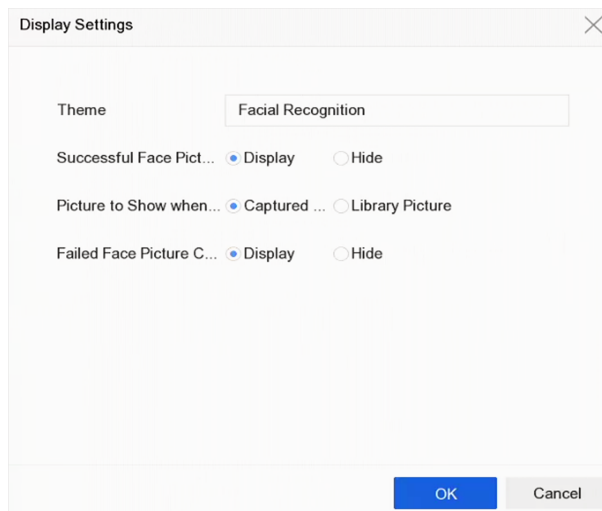 Display Settings
Theme Facial Recognition
Successful Face Pict... Display Hide
Picture to Show when... Captured ... Library Picture
Failed Face Picture C... Display Hide
OK Cancel